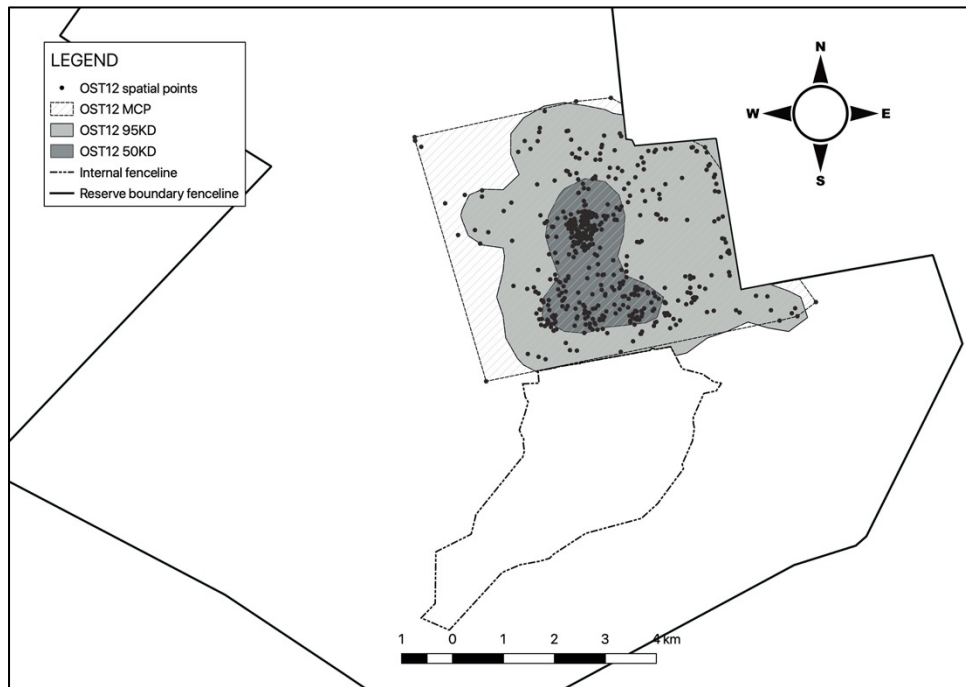 LEGEND
OST12 spatial points
OST12 MCP
OST12 95KD
OST12 50KD
Internal fenceline
Reserve boundary fenceline
N
W E
S
1 0 1 2 3 4 km